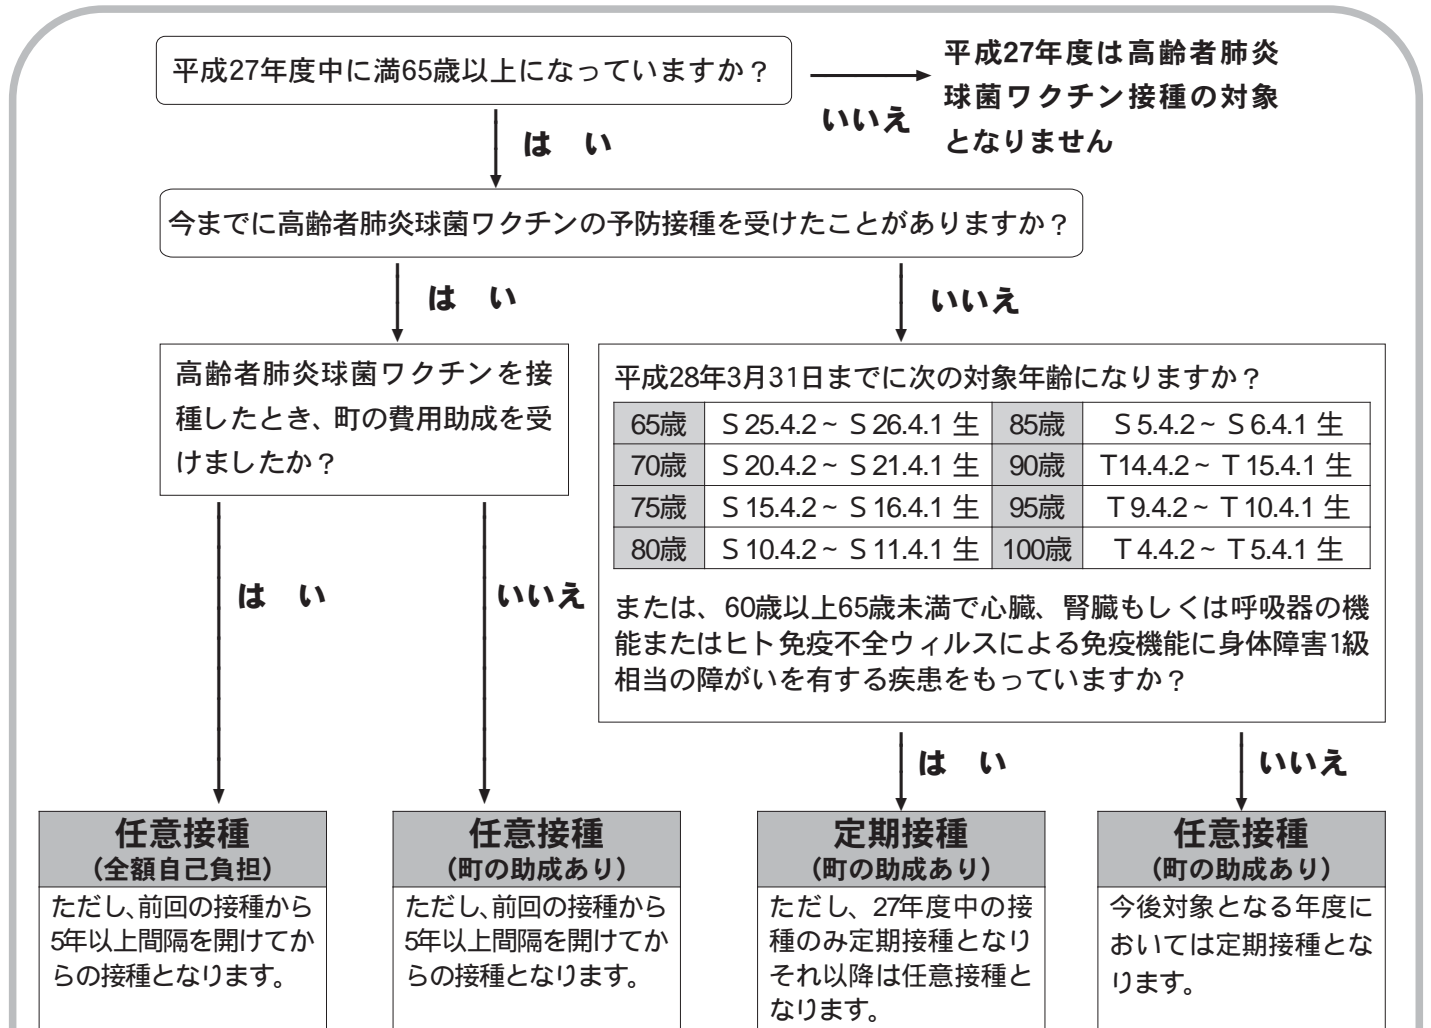 平成27年度中に満65歳以上になっていますか？
平成27年度は高齢者肺炎
球菌ワクチン接種の対象
となりません
いいえ
はい
今までに高齢者肺炎球菌ワクチンの予防接種を受けたことがありますか？
はい
いいえ
高齢者肺炎球菌ワクチンを接
種したとき、町の費用助成を受
けましたか？
平成28年3月31日までに次の対象年齢になりますか？
65歳 S 25.4.2～ S 26.4.1 生 85歳 S 5.4.2～ S 6.4.1 生
70歳 S 20.4.2～ S 21.4.1 生 90歳 T14.4.2～ T 15.4.1 生
75歳 S 15.4.2～ S 16.4.1 生 95歳 T 9.4.2～ T 10.4.1 生
80歳 S 10.4.2～ S 11.4.1 生 100歳 T 4.4.2～ T 5.4.1 生
または、60歳以上65歳未満で心臓、腎臓もしくは呼吸器の機
能またはヒト免疫不全ウィルスによる免疫機能に身体障害1級
相当の障がいを有する疾患をもっていますか？
はい
いいえ
はい
いいえ
任意接種
（全額自己負担）
ただし、前回の接種から
5年以上間隔を開けてか
らの接種となります。
任意接種
（町の助成あり）
ただし、前回の接種から
5年以上間隔を開けてか
らの接種となります。
定期接種
（町の助成あり）
ただし、27年度中の接
種のみ定期接種となり
それ以降は任意接種と
なります。
任意接種
（町の助成あり）
今後対象となる年度に
おいては定期接種とな
ります。